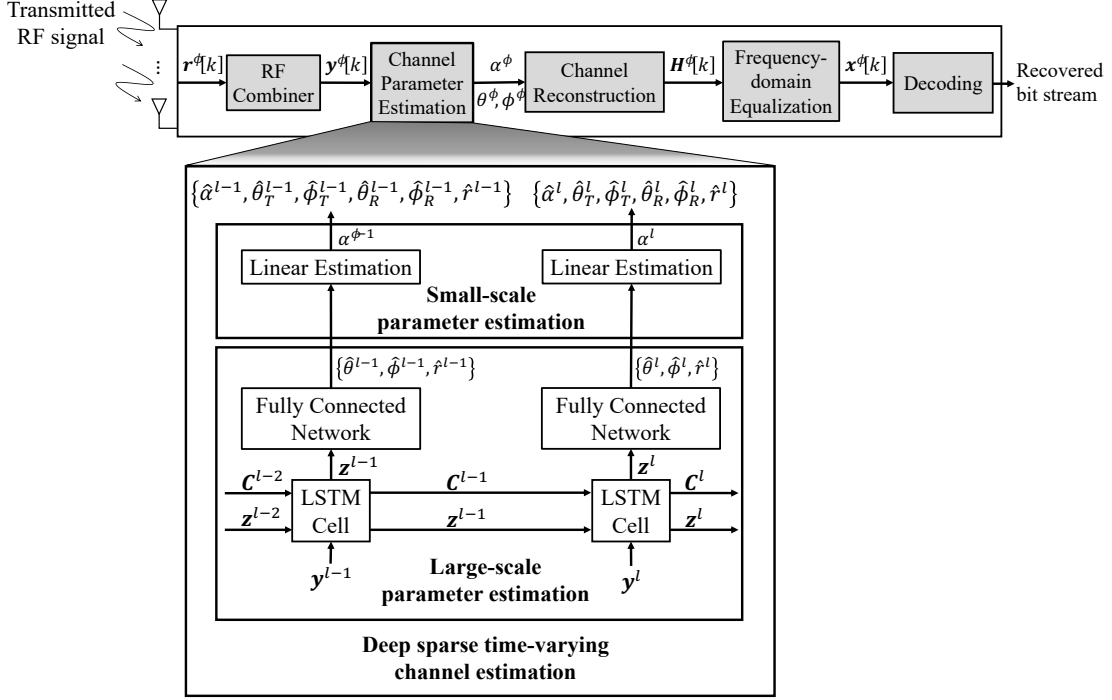 Transmitted
RF signal
...
𝒓^ϕ[k]
RF
Combiner
𝒚^ϕ[k]
Channel
Parameter
Estimation
α^ϕ
θ^ϕ, ϕ^ϕ
Channel
Reconstruction
𝑯^ϕ[k]
Frequency-
domain
Equalization
𝒙^ϕ[k]
Decoding
Recovered
bit stream
{α̂^{l−1}, θ̂_T^{l−1}, ϕ̂_T^{l−1}, θ̂_R^{l−1}, ϕ̂_R^{l−1}, r̂^{l−1}}
{α̂^l, θ̂_T^l, ϕ̂_T^l, θ̂_R^l, ϕ̂_R^l, r̂^l}
α^{ϕ-1}
α^l
Linear Estimation
Linear Estimation
Small-scale
parameter estimation
{θ̂^{l−1}, ϕ̂^{l−1}, r̂^{l−1}}
{θ̂^l, ϕ̂^l, r̂^l}
Fully Connected
Network
Fully Connected
Network
𝒛^{l−1}
𝒛^l
𝑪^{l−2}
LSTM
Cell
𝑪^{l−1}
LSTM
Cell
𝑪^l
𝒛^{l−2}
𝒛^{l−1}
𝒛^l
𝒚^{l−1}
Large-scale
parameter estimation
𝒚^l
Deep sparse time-varying
channel estimation